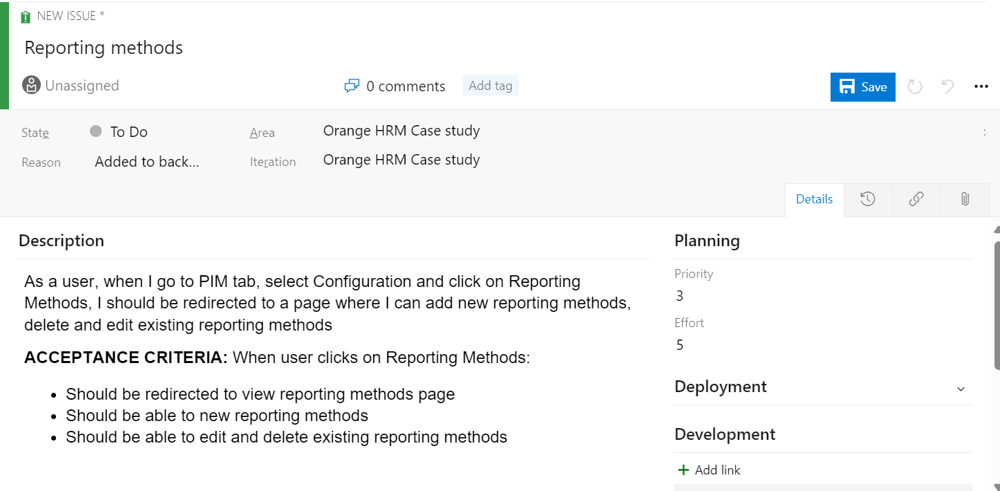 NEW ISSUE *
Reporting methods
Unassigned
0 comments
Add tag
Save
State
To Do
Area
Orange HRM Case study
Reason
Added to back...
Iteration
Orange HRM Case study
Details
Description
As a user, when I go to PIM tab, select Configuration and click on Reporting
Methods, I should be redirected to a page where I can add new reporting methods,
delete and edit existing reporting methods
ACCEPTANCE CRITERIA: When user clicks on Reporting Methods:
• Should be redirected to view reporting methods page
• Should be able to new reporting methods
• Should be able to edit and delete existing reporting methods
Planning
Priority
3
Effort
5
Deployment
Development
+ Add link